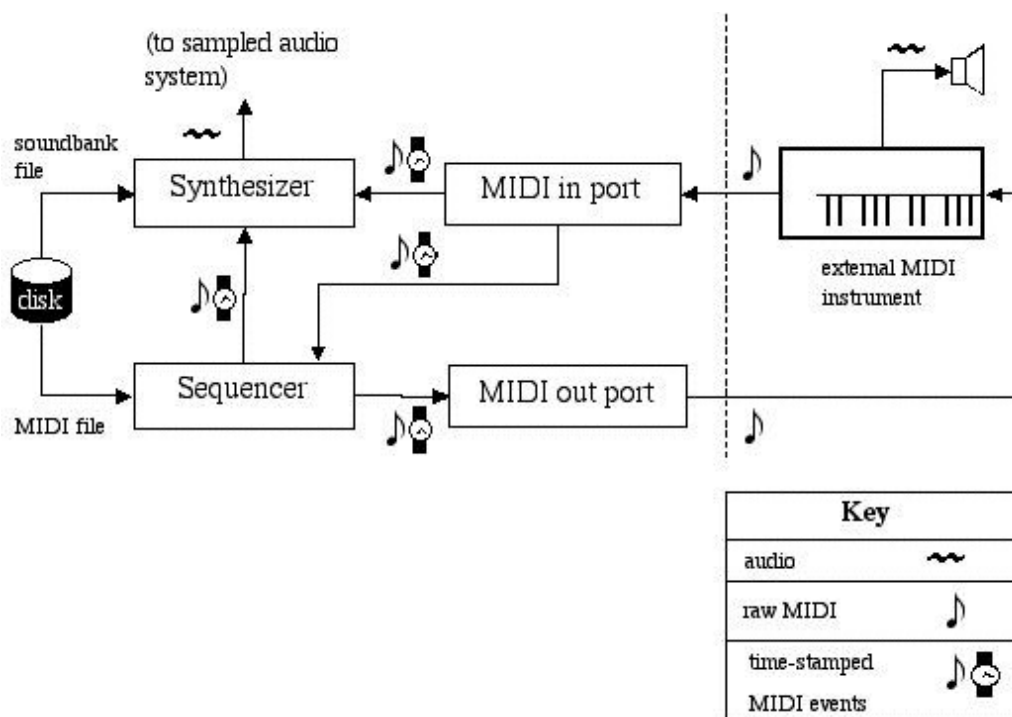 (to sampled audio
system)
soundbank
file
Synthesizer
MIDI in port
external MIDI
instrument
disk
Sequencer
MIDI out port
MIDI file
Key
audio
raw MIDI
time-stamped
MIDI events